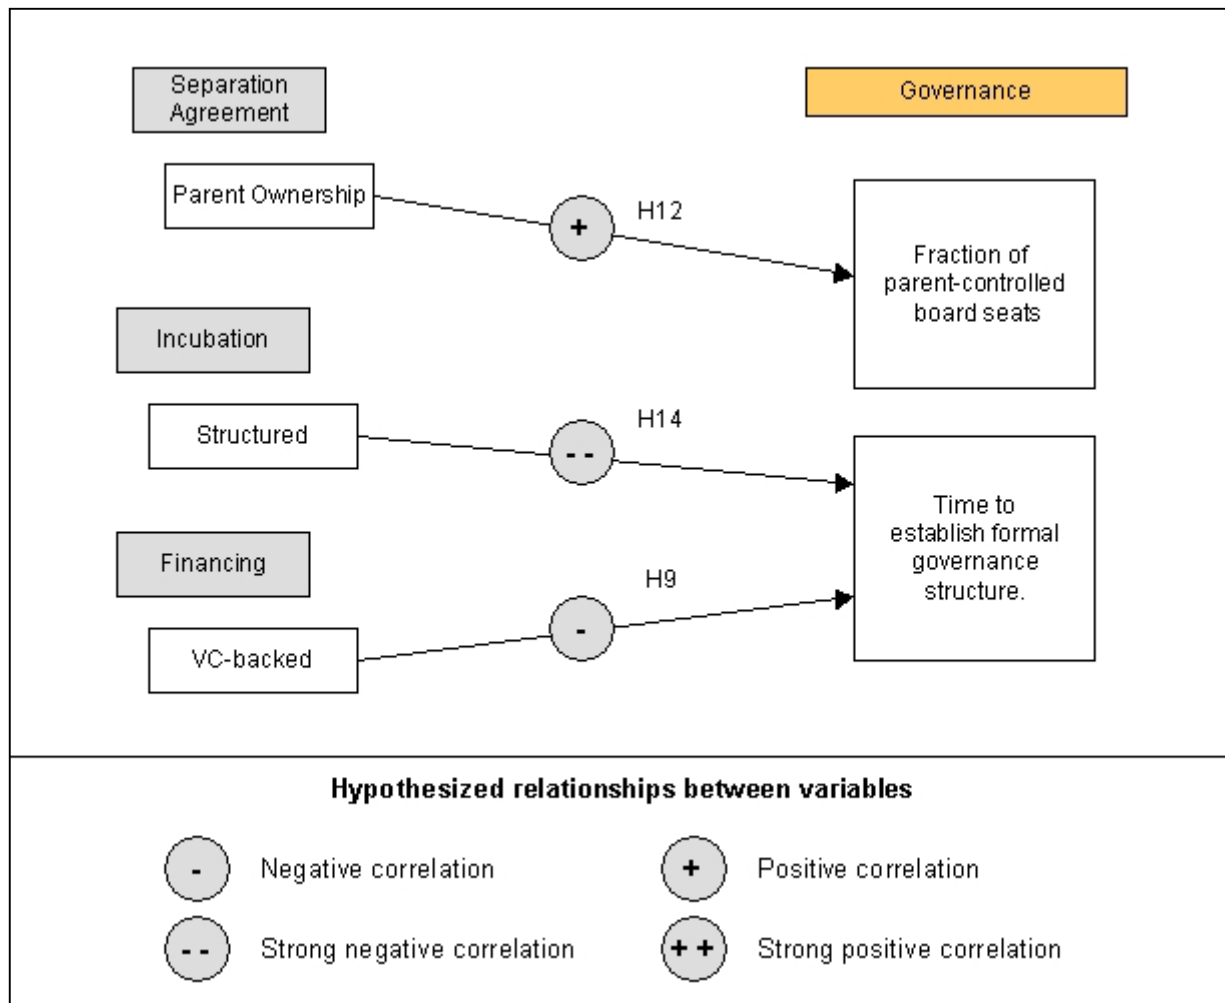 Separation
Agreement
Governance
Parent Ownership
+
H12
Fraction of
parent-controlled
board seats
Incubation
Structured
- -
H14
Time to
establish formal
governance
structure.
Financing
VC-backed
-
H9
Hypothesized relationships between variables
- Negative correlation
+ Positive correlation
- - Strong negative correlation
+ + Strong positive correlation